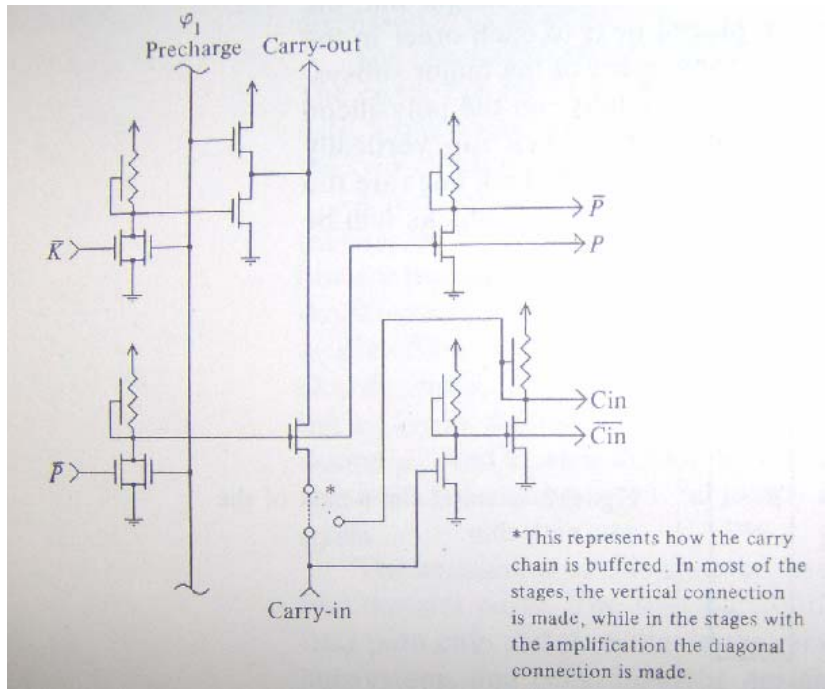 φ₁
Precharge
Carry-out
K̅
P̅
P
P̅
Cin
C̅i̅n̅
*
Carry-in
*This represents how the carry
chain is buffered. In most of the
stages, the vertical connection
is made, while in the stages with
the amplification the diagonal
connection is made.